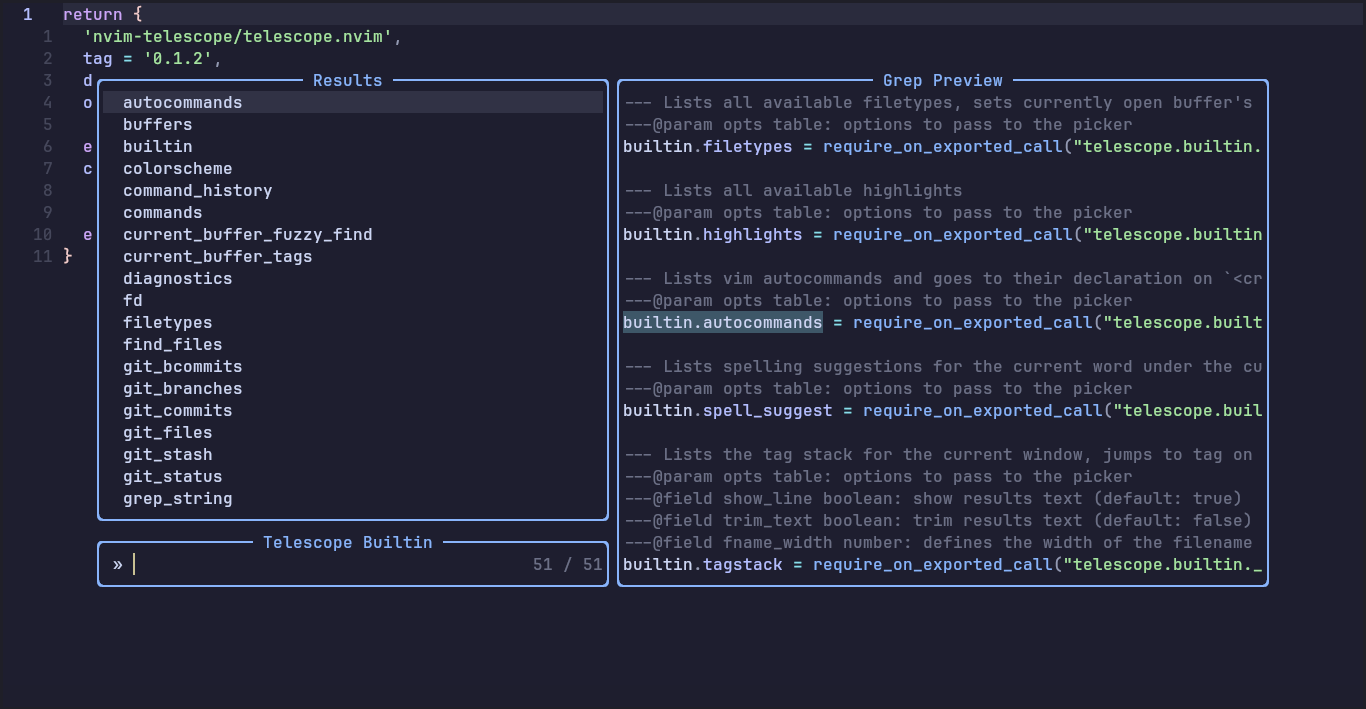 1 return {
1 'nvim-telescope/telescope.nvim',
2 tag = '0.1.2',
3 d
4 o
5
6 e
7 c
8
9
10 e
11 }
Results
autocommands
buffers
builtin
colorscheme
command_history
commands
current_buffer_fuzzy_find
current_buffer_tags
diagnostics
fd
filetypes
find_files
git_bcommits
git_branches
git_commits
git_files
git_stash
git_status
grep_string
Telescope Builtin
» 51 / 51
Grep Preview
--- Lists all available filetypes, sets currently open buffer's
---@param opts table: options to pass to the picker
builtin.filetypes = require_on_exported_call("telescope.builtin.
--- Lists all available highlights
---@param opts table: options to pass to the picker
builtin.highlights = require_on_exported_call("telescope.builtin
--- Lists vim autocommands and goes to their declaration on `<cr
---@param opts table: options to pass to the picker
builtin.autocommands = require_on_exported_call("telescope.built
--- Lists spelling suggestions for the current word under the cu
---@param opts table: options to pass to the picker
builtin.spell_suggest = require_on_exported_call("telescope.buil
--- Lists the tag stack for the current window, jumps to tag on
---@param opts table: options to pass to the picker
---@field show_line boolean: show results text (default: true)
---@field trim_text boolean: trim results text (default: false)
---@field fname_width number: defines the width of the filename
builtin.tagstack = require_on_exported_call("telescope.builtin._